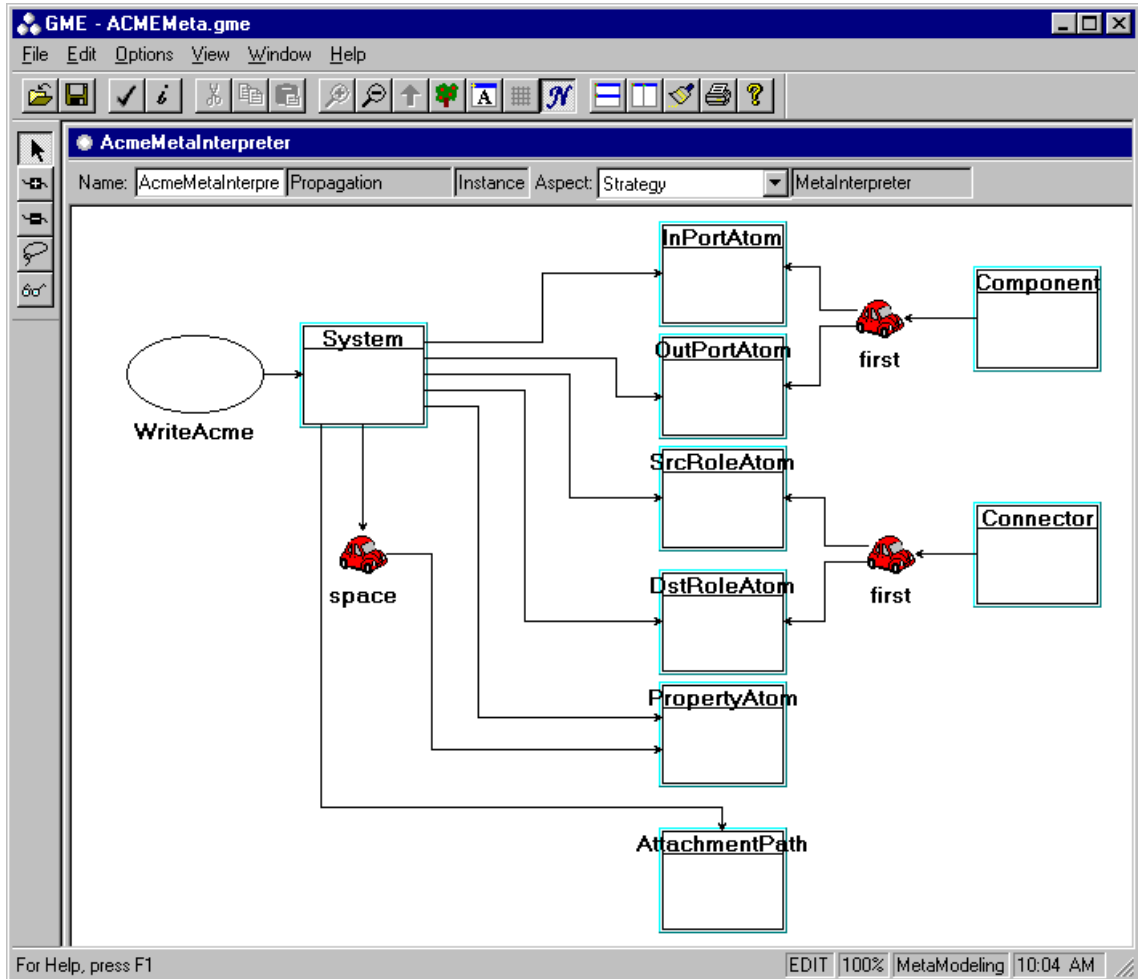 GME - ACMEMeta.gme
File Edit Options View Window Help
AcmeMetaInterpreter
Name: AcmeMetaInterpre Propagation Instance Aspect: Strategy MetaInterpreter
InPortAtom
Component
System
OutPortAtom
first
WriteAcme
SrcRoleAtom
Connector
DstRoleAtom
space
first
PropertyAtom
AttachmentPath
For Help, press F1 EDIT 100% MetaModeling 10:04 AM